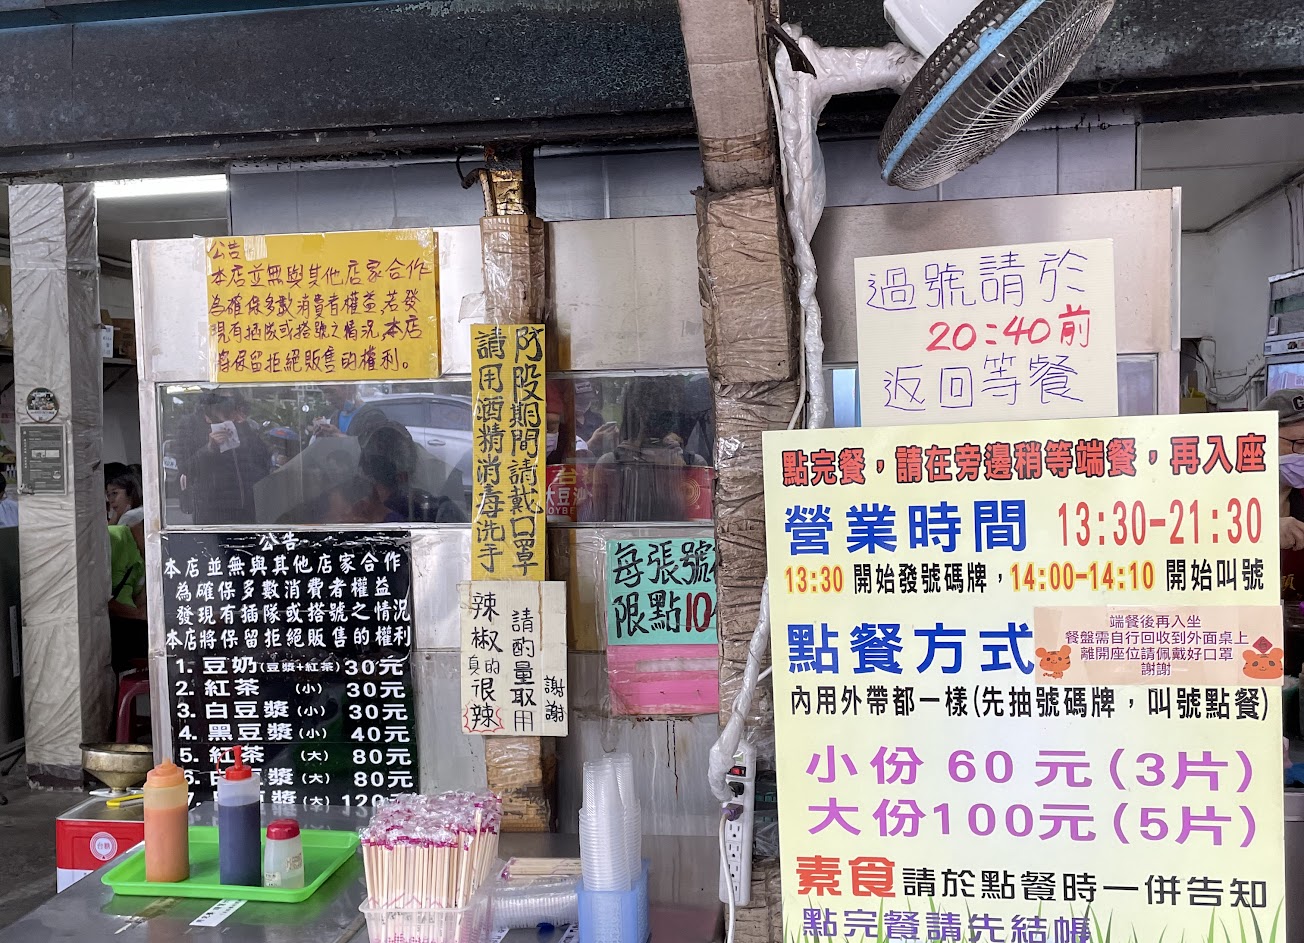 公告
本店並無與其他店家合作
為確保多數消費者權益,若發
現有插隊或搭號之情況,本店
將保留拒絕販售的權利。
防疫期間請戴口罩
請用酒精消毒洗手
過號請於
20:40前
返回等餐
公告
本店並無與其他店家合作
為確保多數消費者權益
發現有插隊或搭號之情況
本店將保留拒絕販售的權利
1. 豆奶(豆漿+紅茶) 30元
2. 紅茶 (小) 30元
3. 白豆漿(小) 30元
4. 黑豆漿(小) 40元
5. 紅茶 (大) 80元
6. 白豆漿 (大) 80元
7. 豆漿 (大) 120元
請酌量取用
辣椒真的很辣
謝謝
每張號
限點10
點完餐,請在旁邊稍等端餐,再入座
營業時間 13:30-21:30
13:30 開始發號碼牌,14:00-14:10 開始叫號
點餐方式
端餐後再入坐
餐盤需自行回收到外面桌上
離開座位請佩戴好口罩
謝謝
內用外帶都一樣(先抽號碼牌,叫號點餐)
小份 60 元(3片)
大份100元(5片)
素食請於點餐時一併告知
點完餐請先結帳